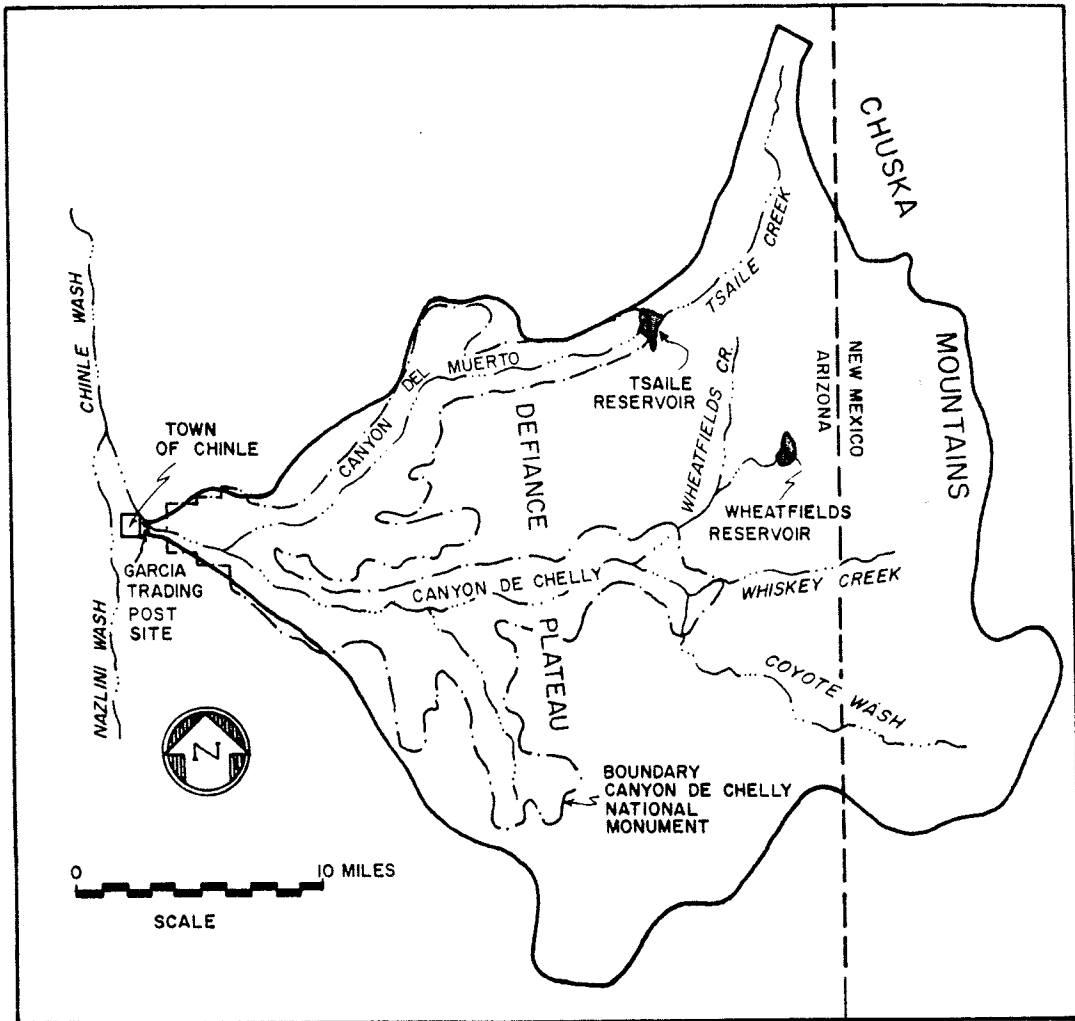 CHUSKA
MOUNTAINS
CHINLE WASH
TSAILE CREEK
CANYON DEL MUERTO
TSAILE
RESERVOIR
WHEATFIELDS CR.
NEW MEXICO
ARIZONA
TOWN
OF CHINLE
DEFIANCE
PLATEAU
WHEATFIELDS
RESERVOIR
GARCIA
TRADING
POST
SITE
CANYON DE CHELLY
WHISKEY CREEK
NAZLINI WASH
COYOTE WASH
N
BOUNDARY
CANYON DE CHELLY
NATIONAL
MONUMENT
0 10 MILES
SCALE